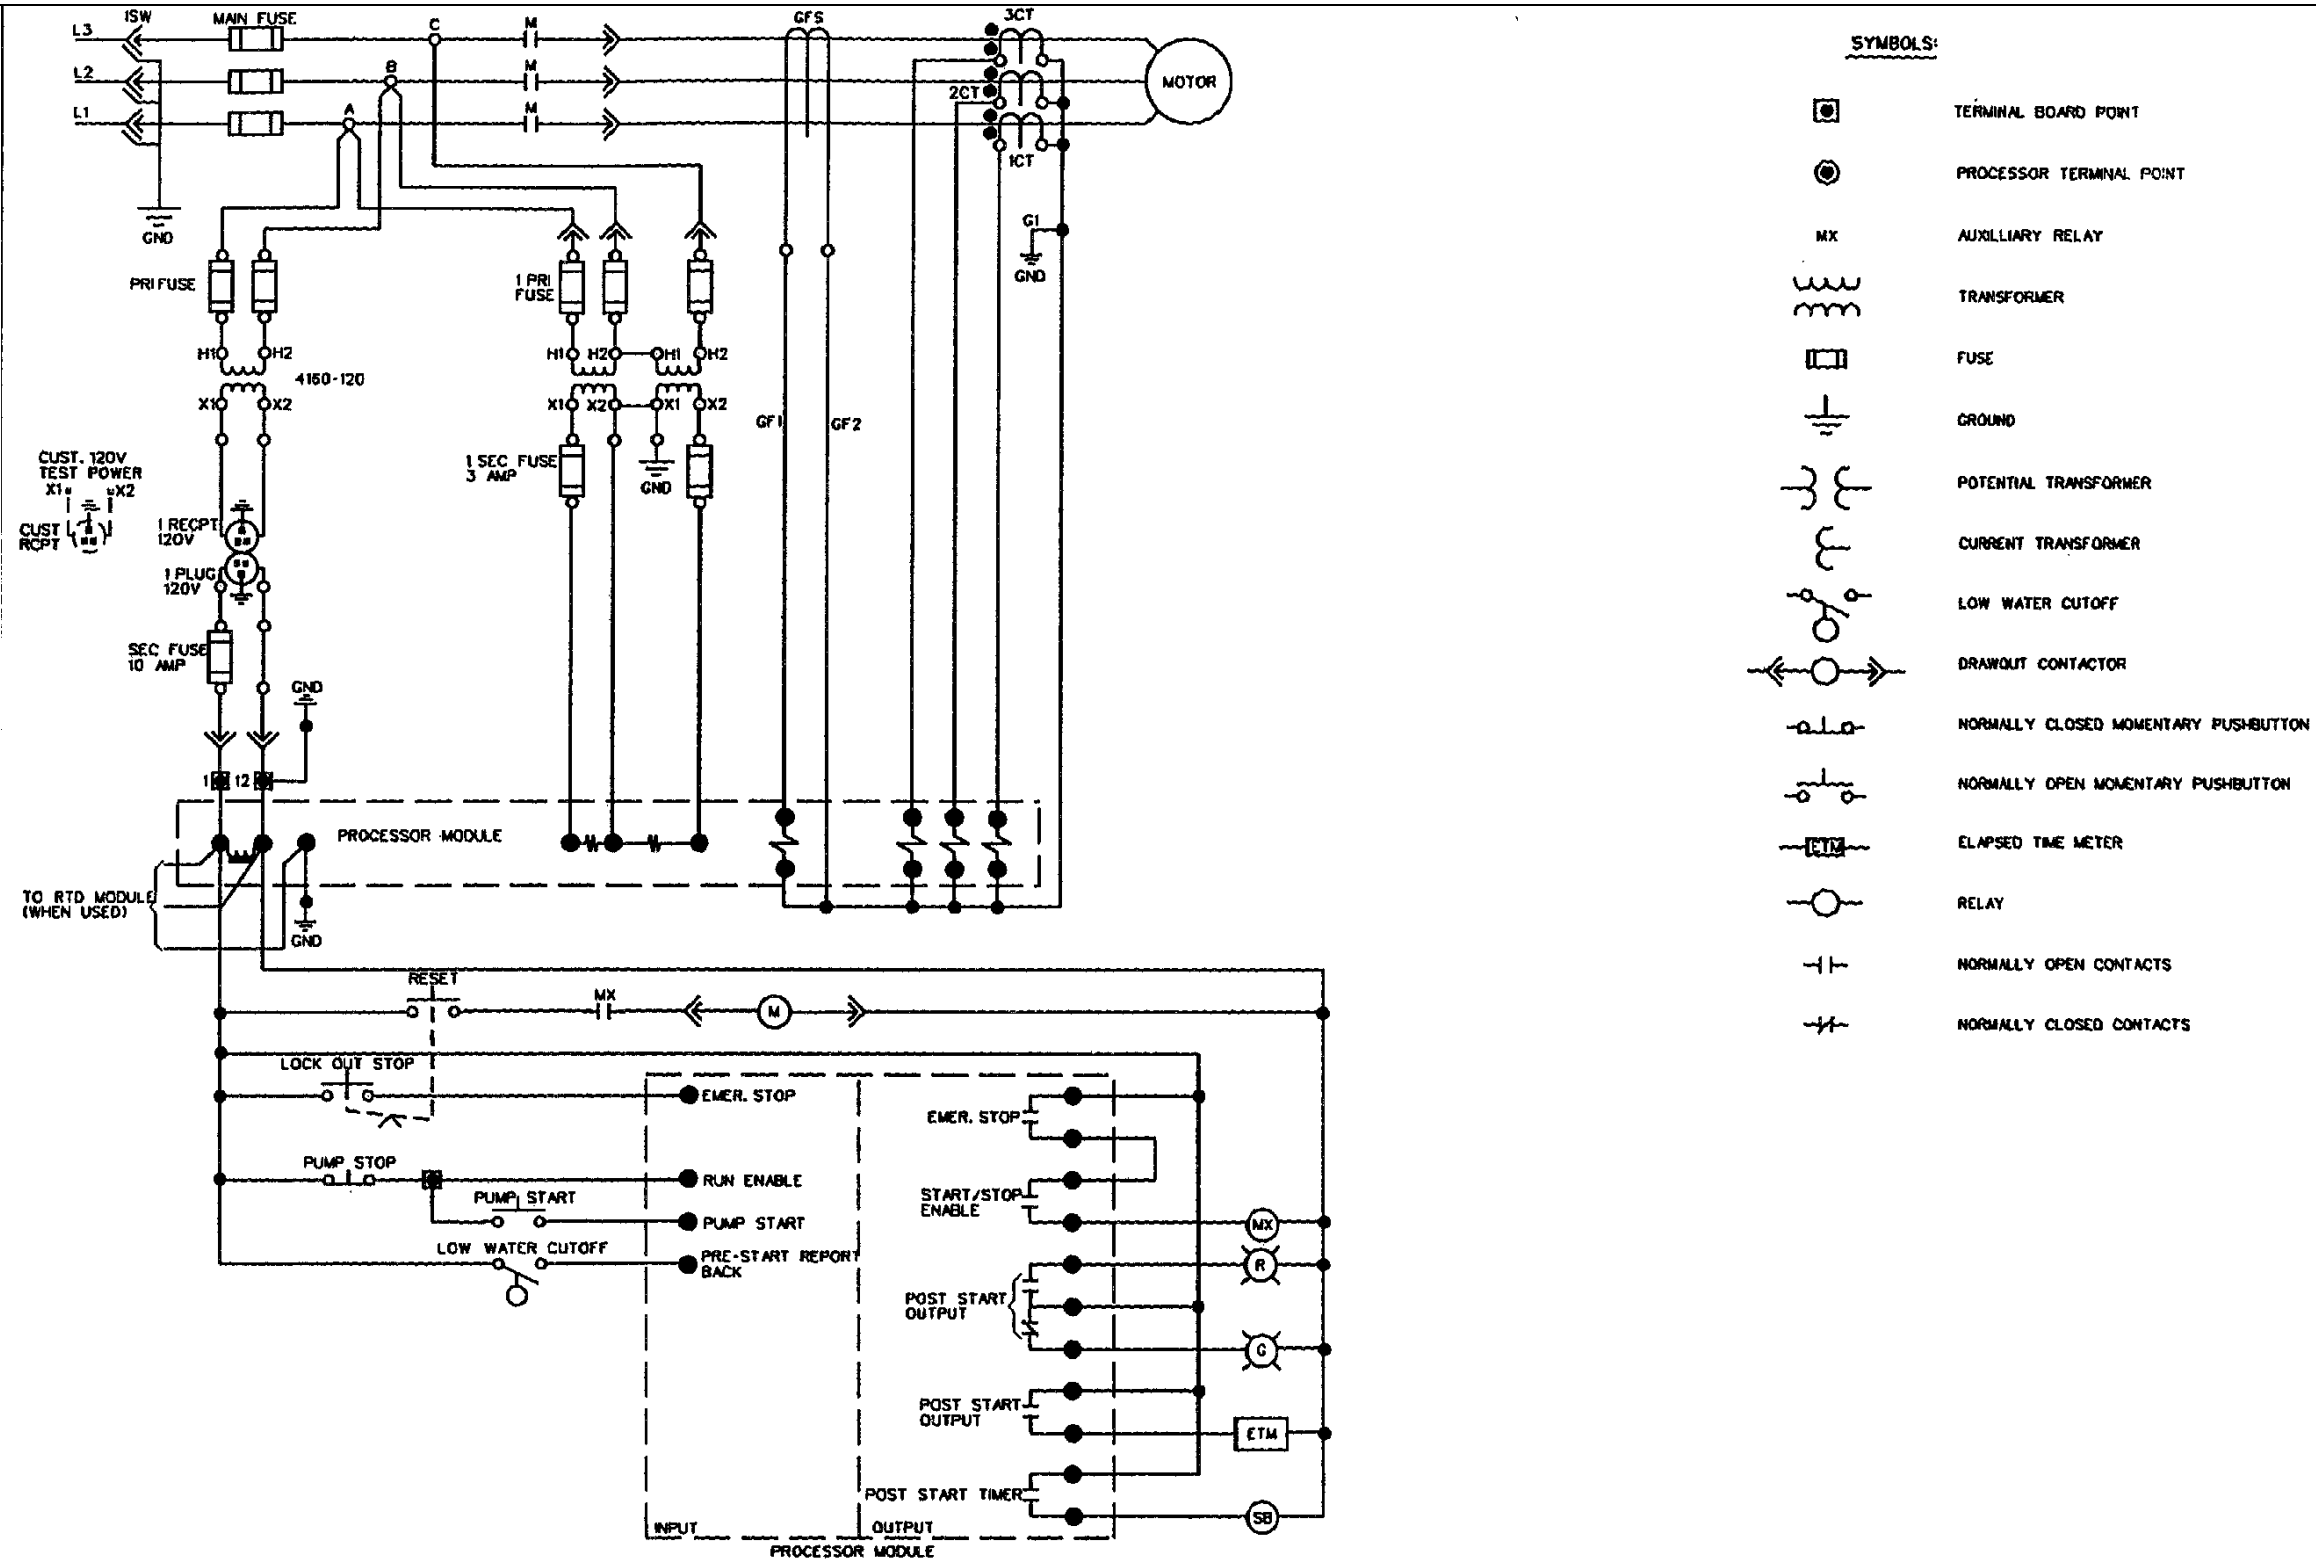 1SW
MAIN FUSE
GFS
3CT
L3
C
M
L2
B
M
MOTOR
2CT
L1
A
M
1CT
GND
G1
GND
PRI FUSE
1 PRI
FUSE
H1
H2
H1
H2
H1
H2
4160-120
X1
X2
X1
X2
X1
X2
GF1
GF2
CUST. 120V
TEST POWER
X1
X2
CUST
RCPT
1 RECPT
120V
1 PLUG
120V
1 SEC FUSE
3 AMP
GND
SEC FUSE
10 AMP
GND
1
12
PROCESSOR MODULE
TO RTD MODULE
(WHEN USED)
GND
RESET
MX
M
LOCK OUT STOP
EMER. STOP
EMER. STOP
PUMP STOP
RUN ENABLE
START/STOP
ENABLE
PUMP START
PUMP START
MX
LOW WATER CUTOFF
PRE-START REPORT
BACK
R
POST START
OUTPUT
G
POST START
OUTPUT
ETM
POST START TIMER
SB
INPUT
OUTPUT
PROCESSOR MODULE
SYMBOLS:
TERMINAL BOARD POINT
PROCESSOR TERMINAL POINT
MX
AUXILLIARY RELAY
TRANSFORMER
FUSE
GROUND
POTENTIAL TRANSFORMER
CURRENT TRANSFORMER
LOW WATER CUTOFF
DRAWOUT CONTACTOR
NORMALLY CLOSED MOMENTARY PUSHBUTTON
NORMALLY OPEN MOMENTARY PUSHBUTTON
ETM
ELAPSED TIME METER
RELAY
NORMALLY OPEN CONTACTS
NORMALLY CLOSED CONTACTS